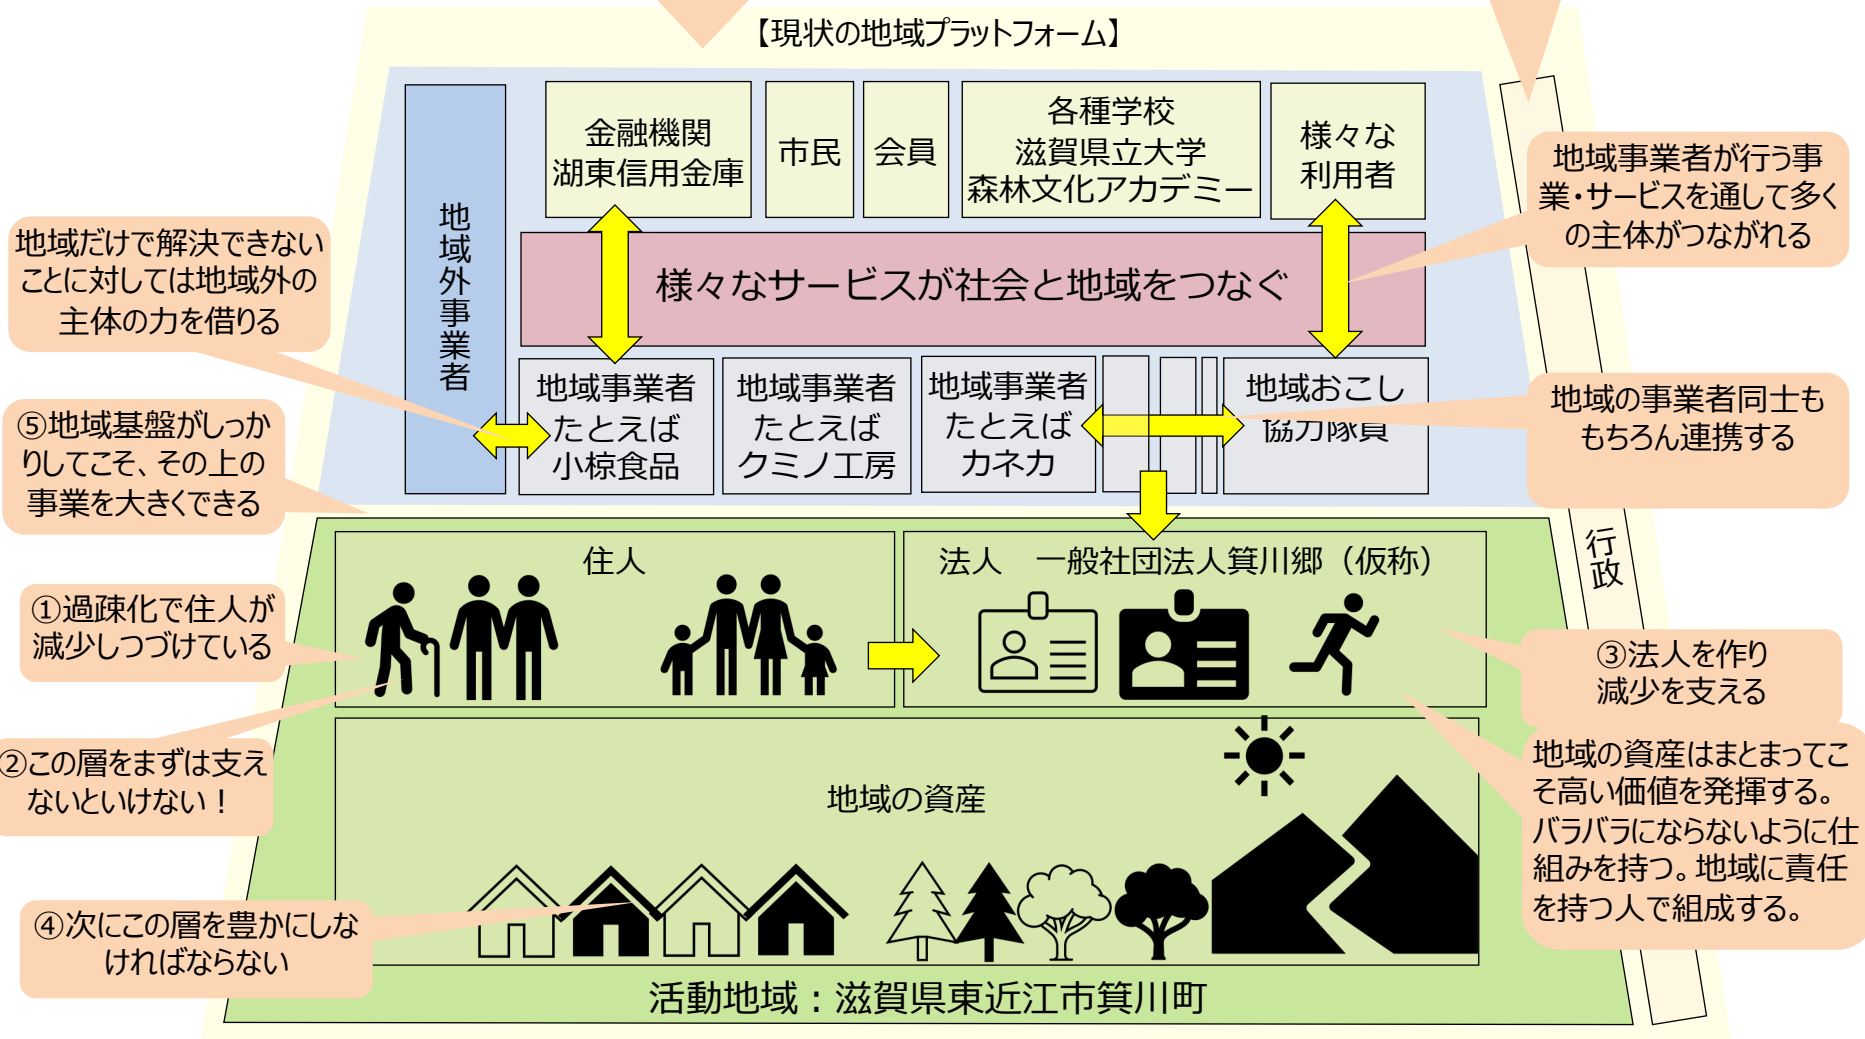 【現状の地域プラットフォーム】
金融機関
湖東信用金庫
市民
会員
各種学校
滋賀県立大学
森林文化アカデミー
様々な
利用者
地域外事業者
様々なサービスが社会と地域をつなぐ
地域事業者が行う事
業・サービスを通して多く
の主体がつながれる
地域だけで解決できない
ことに対しては地域外の
主体の力を借りる
地域事業者
たとえば
小椋食品
地域事業者
たとえば
クミノ工房
地域事業者
たとえば
カネカ
地域おこし
協力隊員
地域の事業者同士も
もちろん連携する
⑤地域基盤がしっか
りしてこそ、その上の
事業を大きくできる
行政
住人
法人　一般社団法人箕川郷（仮称）
①過疎化で住人が
減少しつづけている
②この層をまずは支え
ないといけない！
③法人を作り
減少を支える
地域の資産はまとまってこ
そ高い価値を発揮する。
バラバラにならないように仕
組みを持つ。地域に責任
を持つ人で組成する。
地域の資産
④次にこの層を豊かにしな
ければならない
活動地域：滋賀県東近江市箕川町